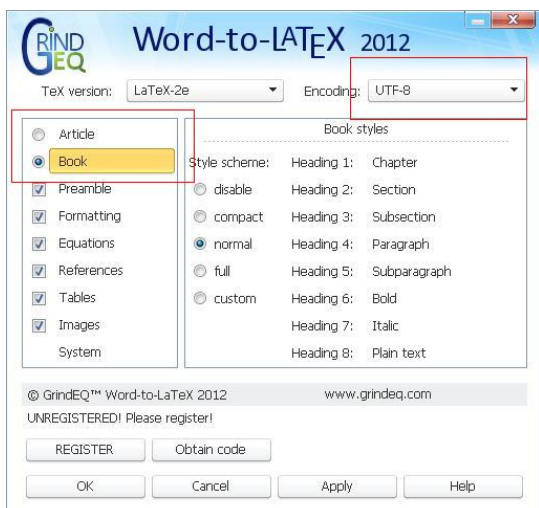 GRIND EQ Word-to-LATEX 2012
TeX version: LaTeX-2e Encoding: UTF-8
Article
Book
Preamble
Formatting
Equations
References
Tables
Images
System
Book styles
Style scheme: Heading 1: Chapter
disable Heading 2: Section
compact Heading 3: Subsection
normal Heading 4: Paragraph
full Heading 5: Subparagraph
custom Heading 6: Bold
Heading 7: Italic
Heading 8: Plain text
© GrindEQ™ Word-to-LaTeX 2012 www.grindeq.com
UNREGISTERED! Please register!
REGISTER Obtain code
OK Cancel Apply Help